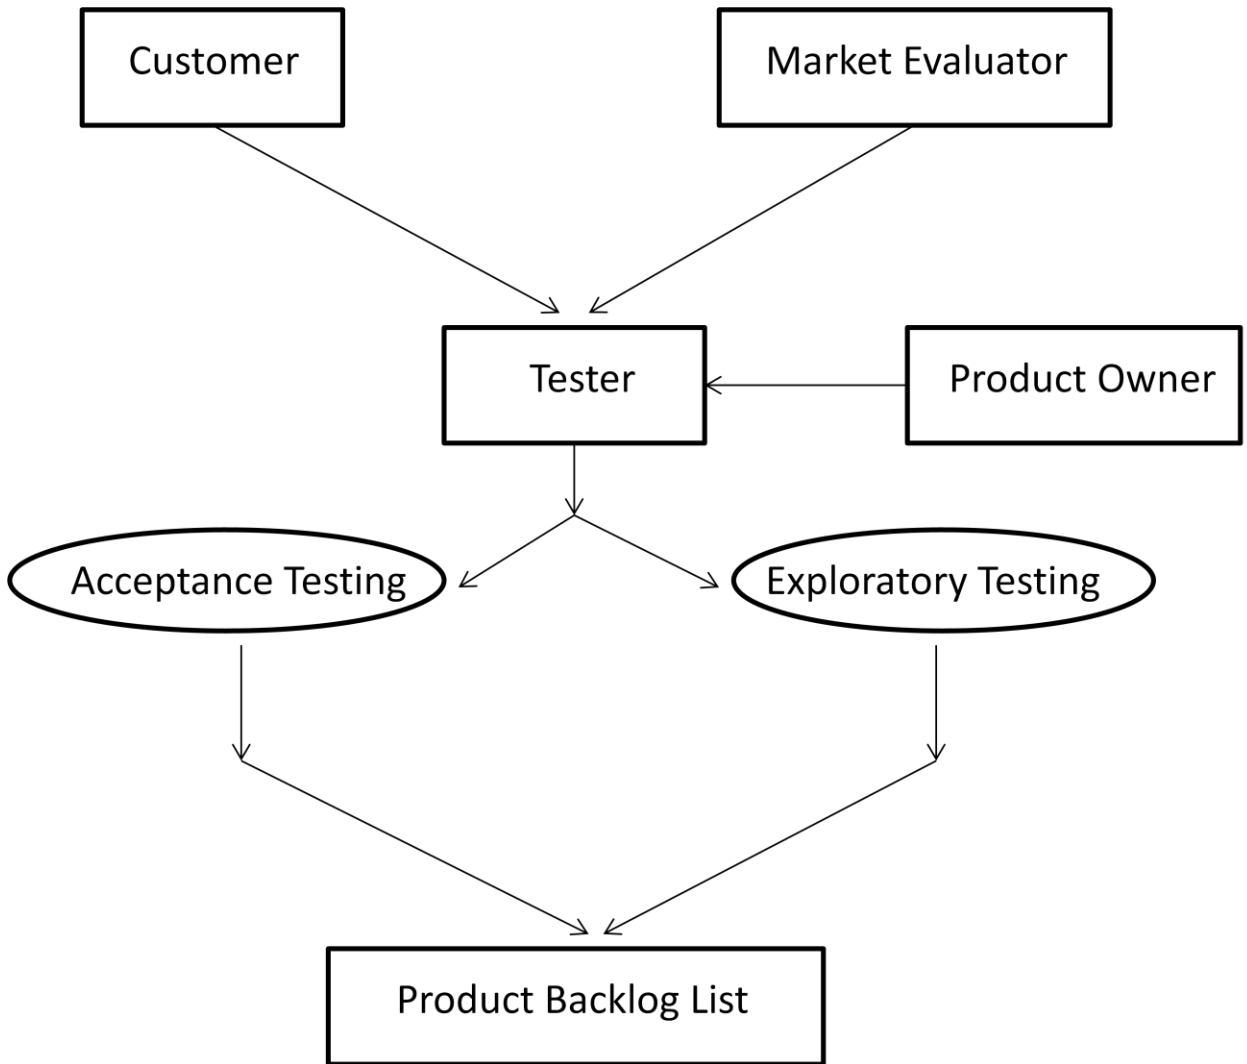 Customer
Market Evaluator
Tester
Product Owner
Acceptance Testing
Exploratory Testing
Product Backlog List